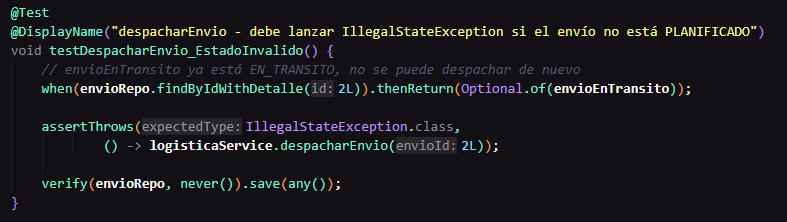 @Test
@DisplayName("despacharEnvio - debe lanzar IllegalStateException si el envío no está PLANIFICADO")
void testDespacharEnvio_EstadoInvalido() {
// envioEnTransito ya está EN_TRANSITO, no se puede despachar de nuevo
when(envioRepo.findByIdWithDetalle( id: 2L)).thenReturn(Optional.of(envioEnTransito));
assertThrows( expectedType: IllegalStateException.class,
() -> logisticaService.despacharEnvio( envioId: 2L));
verify(envioRepo, never()).save(any());
}